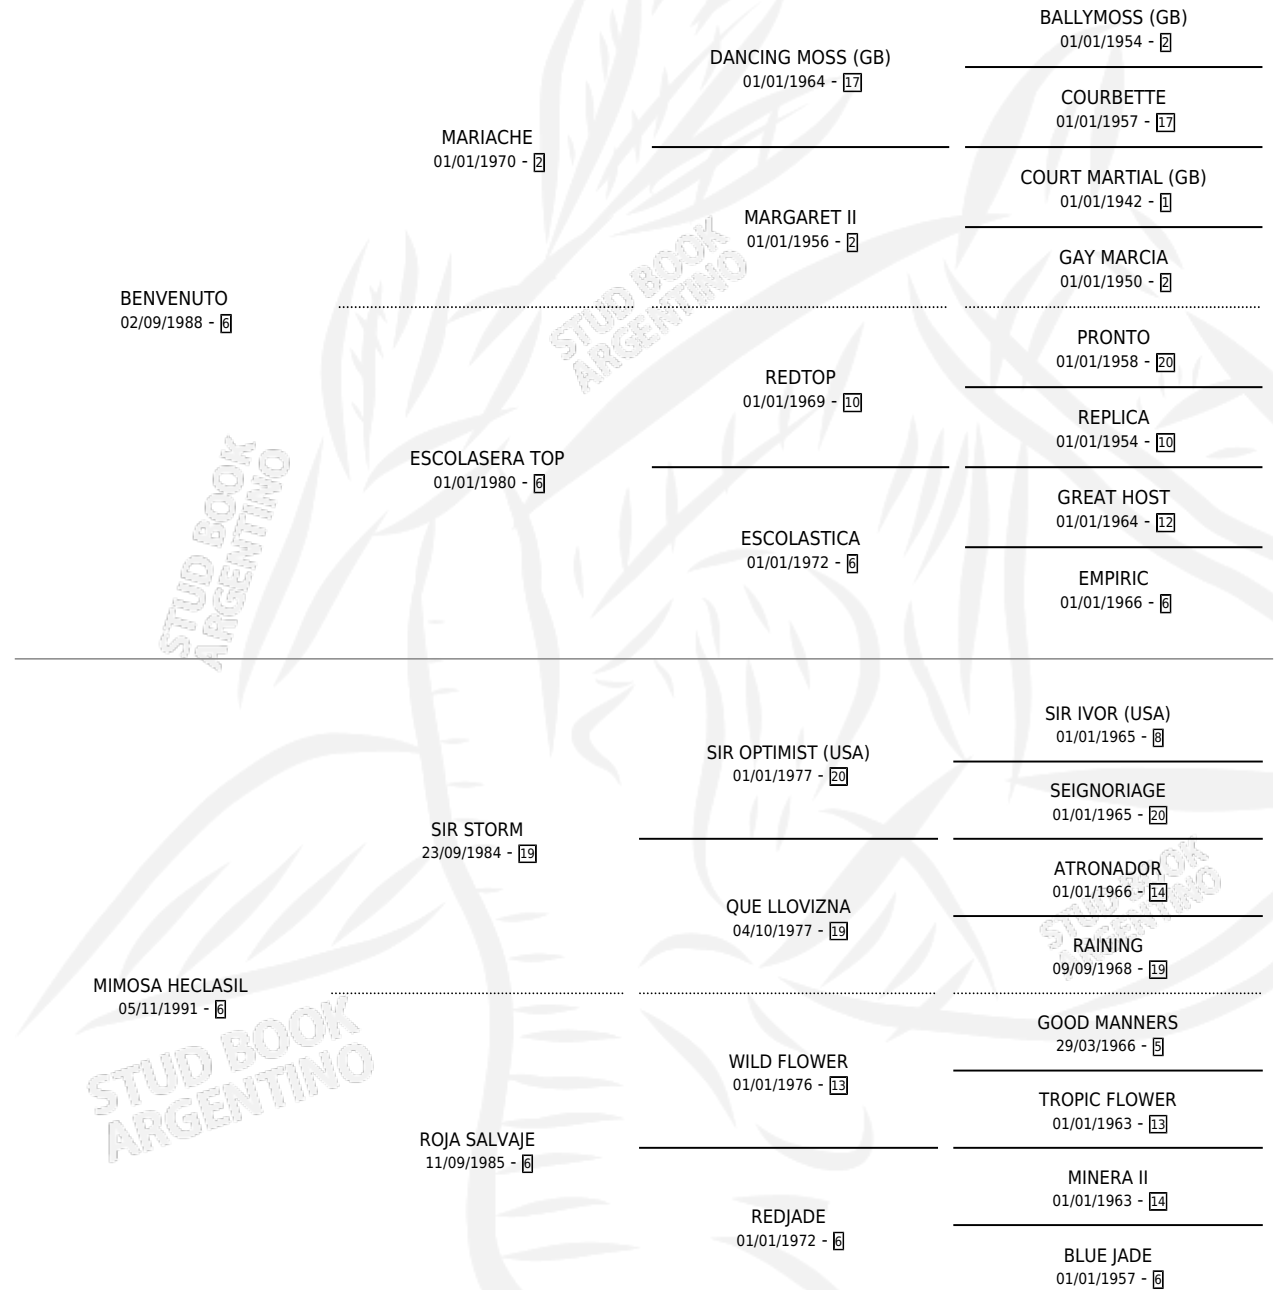 BALLYMOSS (GB)
01/01/1954 - 2
DANCING MOSS (GB)
01/01/1964 - 17
COURBETTE
01/01/1957 - 17
MARIACHE
01/01/1970 - 2
COURT MARTIAL (GB)
01/01/1942 - 1
MARGARET II
01/01/1956 - 2
GAY MARCIA
01/01/1950 - 2
BENVENUTO
02/09/1988 - 6
STUD BOOK
ARGENTINO
PRONTO
01/01/1958 - 20
REDTOP
01/01/1969 - 10
REPLICA
01/01/1954 - 10
ESCOLASERA TOP
01/01/1980 - 6
GREAT HOST
01/01/1964 - 12
ESCOLASTICA
01/01/1972 - 6
EMPIRIC
01/01/1966 - 6
STUD BOOK
ARGENTINO
SIR IVOR (USA)
01/01/1965 - 8
SIR OPTIMIST (USA)
01/01/1977 - 20
SEIGNORIAGE
01/01/1965 - 20
SIR STORM
23/09/1984 - 19
ATRONADOR
01/01/1966 - 14
QUE LLOVIZNA
04/10/1977 - 19
STUD BOOK
ARGENTINO
RAINING
09/09/1968 - 19
MIMOSA HECLASIL
05/11/1991 - 6
STUD BOOK
ARGENTINO
GOOD MANNERS
29/03/1966 - 5
WILD FLOWER
01/01/1976 - 13
TROPIC FLOWER
01/01/1963 - 13
ROJA SALVAJE
11/09/1985 - 6
MINERA II
01/01/1963 - 14
REDJADE
01/01/1972 - 6
BLUE JADE
01/01/1957 - 6